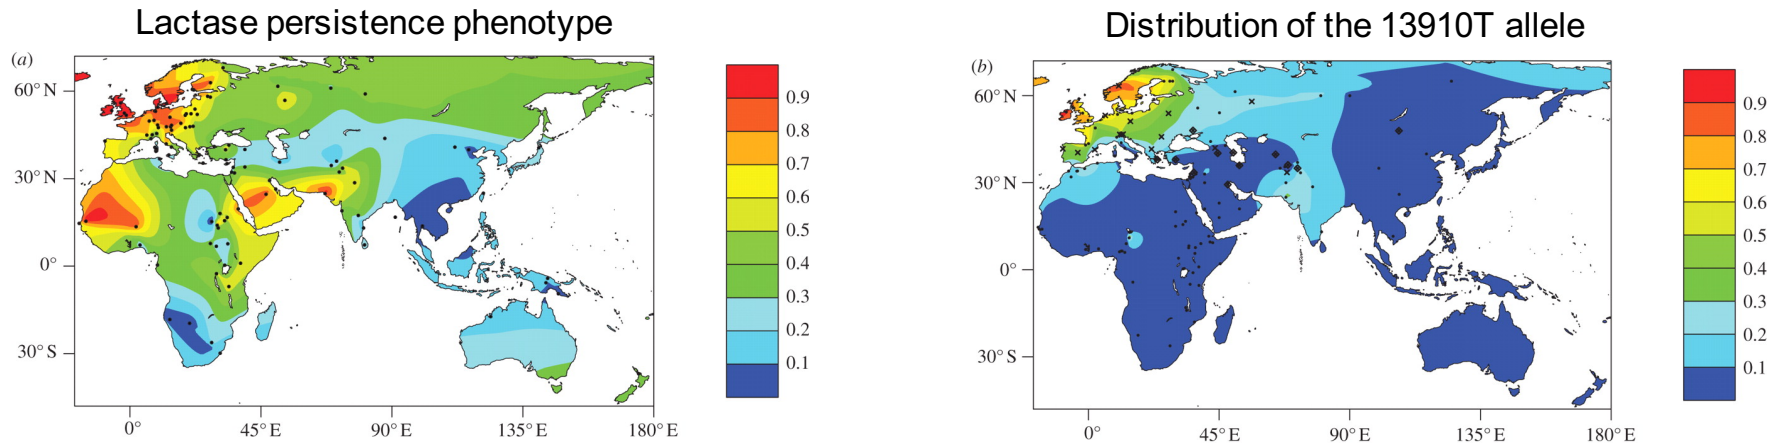 Lactase persistence phenotype
(a)
60° N
30° N
0°
30° S
0°
45° E
90° E
135° E
180° E
0.9
0.8
0.7
0.6
0.5
0.4
0.3
0.2
0.1
Distribution of the 13910T allele
(b)
60° N
30° N
0°
30° S
0°
45° E
90° E
135° E
180° E
0.9
0.8
0.7
0.6
0.5
0.4
0.3
0.2
0.1